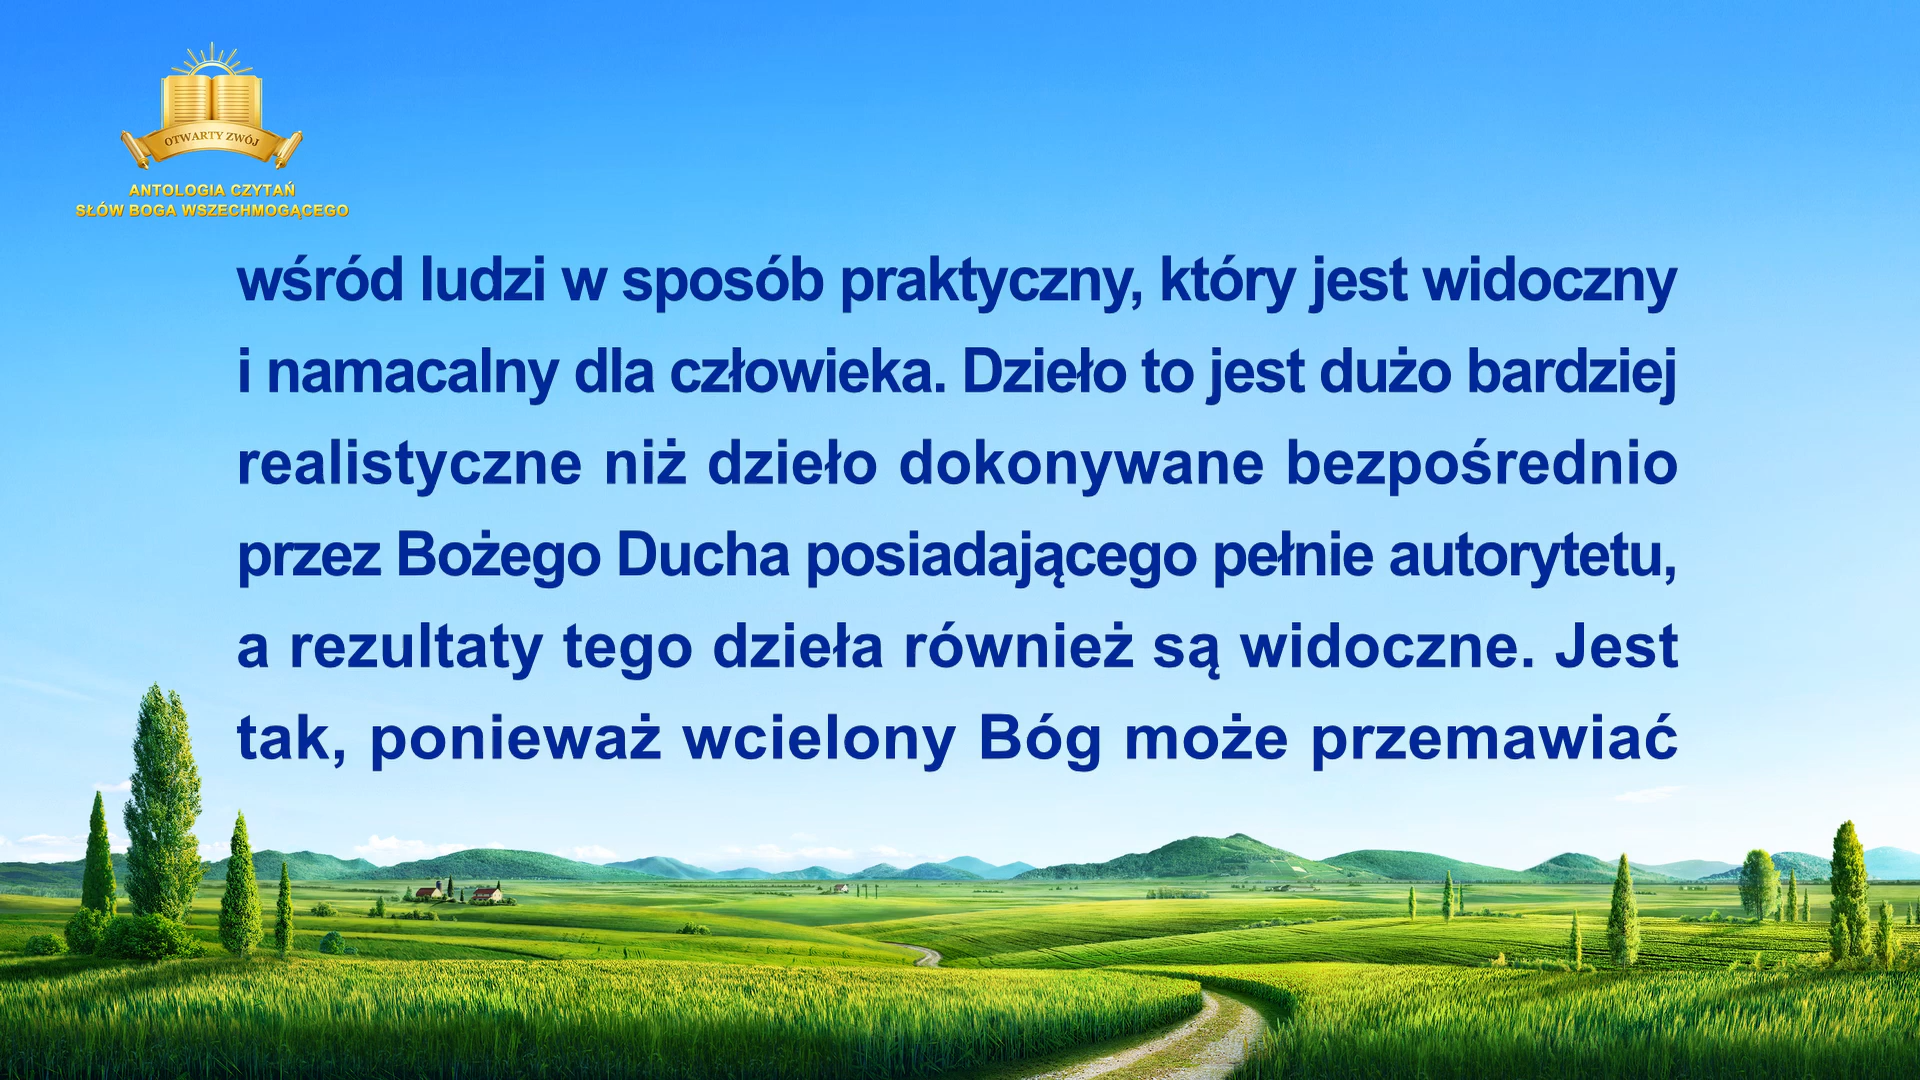 OTWARTY ZWÓJ
ANTOLOGIA CZYTAŃ
SŁÓW BOGA WSZECHMOGĄCEGO
wśród ludzi w sposób praktyczny, który jest widoczny
i namacalny dla człowieka. Dzieło to jest dużo bardziej
realistyczne niż dzieło dokonywane bezpośrednio
przez Bożego Ducha posiadającego pełnie autorytetu,
a rezultaty tego dzieła również są widoczne. Jest
tak, ponieważ wcielony Bóg może przemawiać